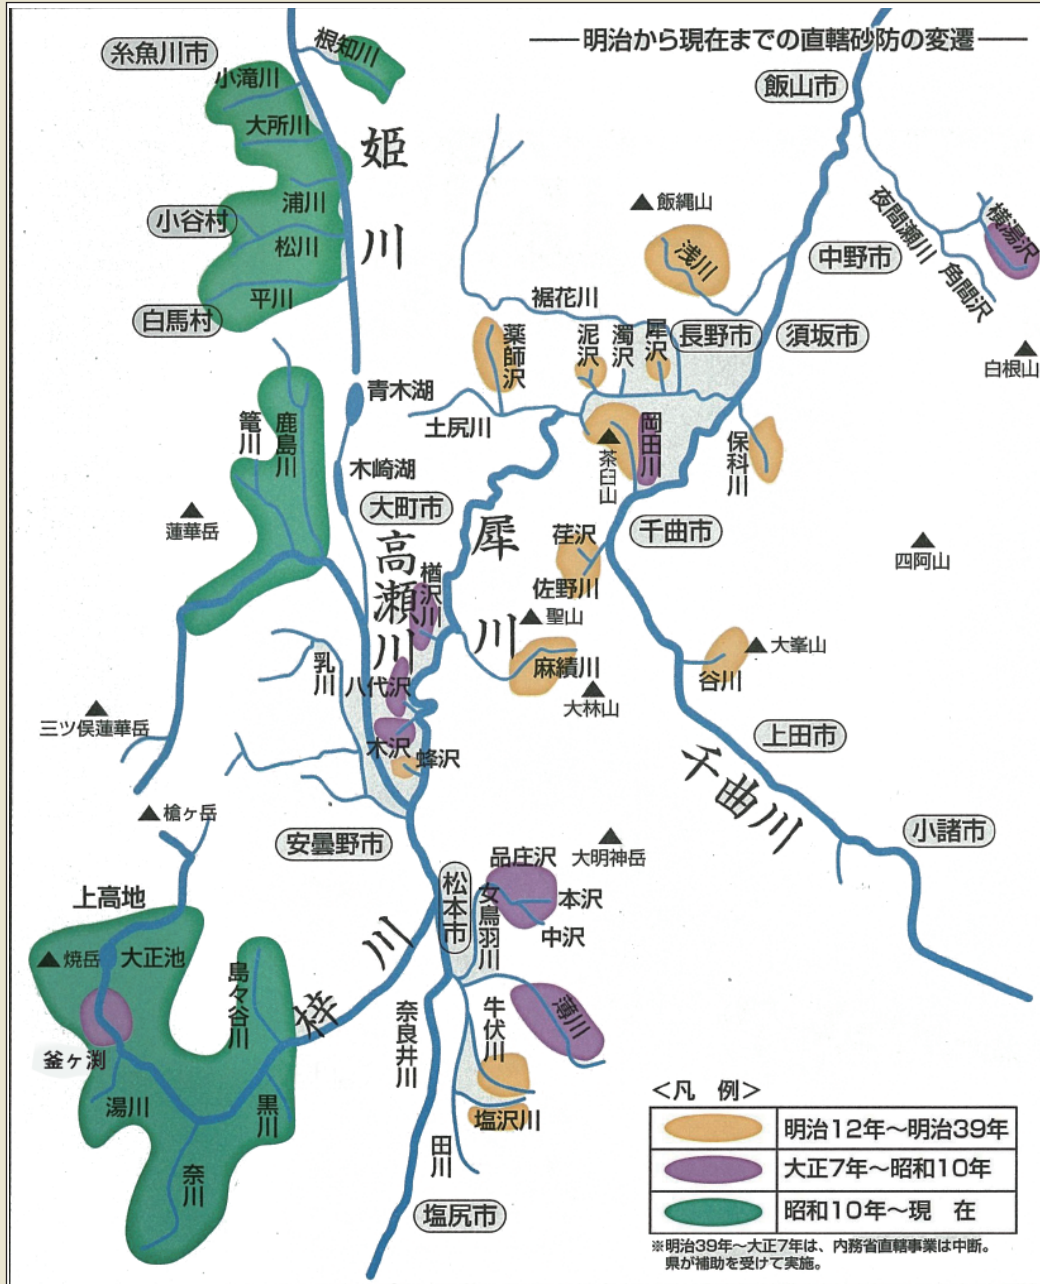 明治から現在までの直轄砂防の変遷
糸魚川市
根知川
小滝川
大所川
姫川
浦川
小谷村
松川
平川
白馬村
飯山市
飯縄山
浅川
夜間瀬川
横湯沢
角間沢
中野市
裾花川
薬師沢
泥沢
濁沢
犀沢
長野市
須坂市
白根山
青木湖
土尻川
岡田川
茶臼山
保科川
籠川
鹿島川
木崎湖
大町市
蓮華岳
高瀬川
犀川
荏沢
千曲市
四阿山
楢沢川
佐野川
聖山
麻績川
大峯山
谷川
乳川
八代沢
大林山
三ツ俣蓮華岳
木沢
蜂沢
上田市
千曲川
槍ヶ岳
安曇野市
品庄沢
大明神岳
小諸市
上高地
松本市
女鳥羽川
本沢
中沢
焼岳
大正池
島々谷川
梓川
奈良井川
牛伏川
薄川
釜ヶ渕
湯川
黒川
塩沢川
奈川
田川
塩尻市
＜凡　例＞
明治12年〜明治39年
大正7年〜昭和10年
昭和10年〜現　在
※明治39年〜大正7年は、内務省直轄事業は中断。
県が補助を受けて実施。